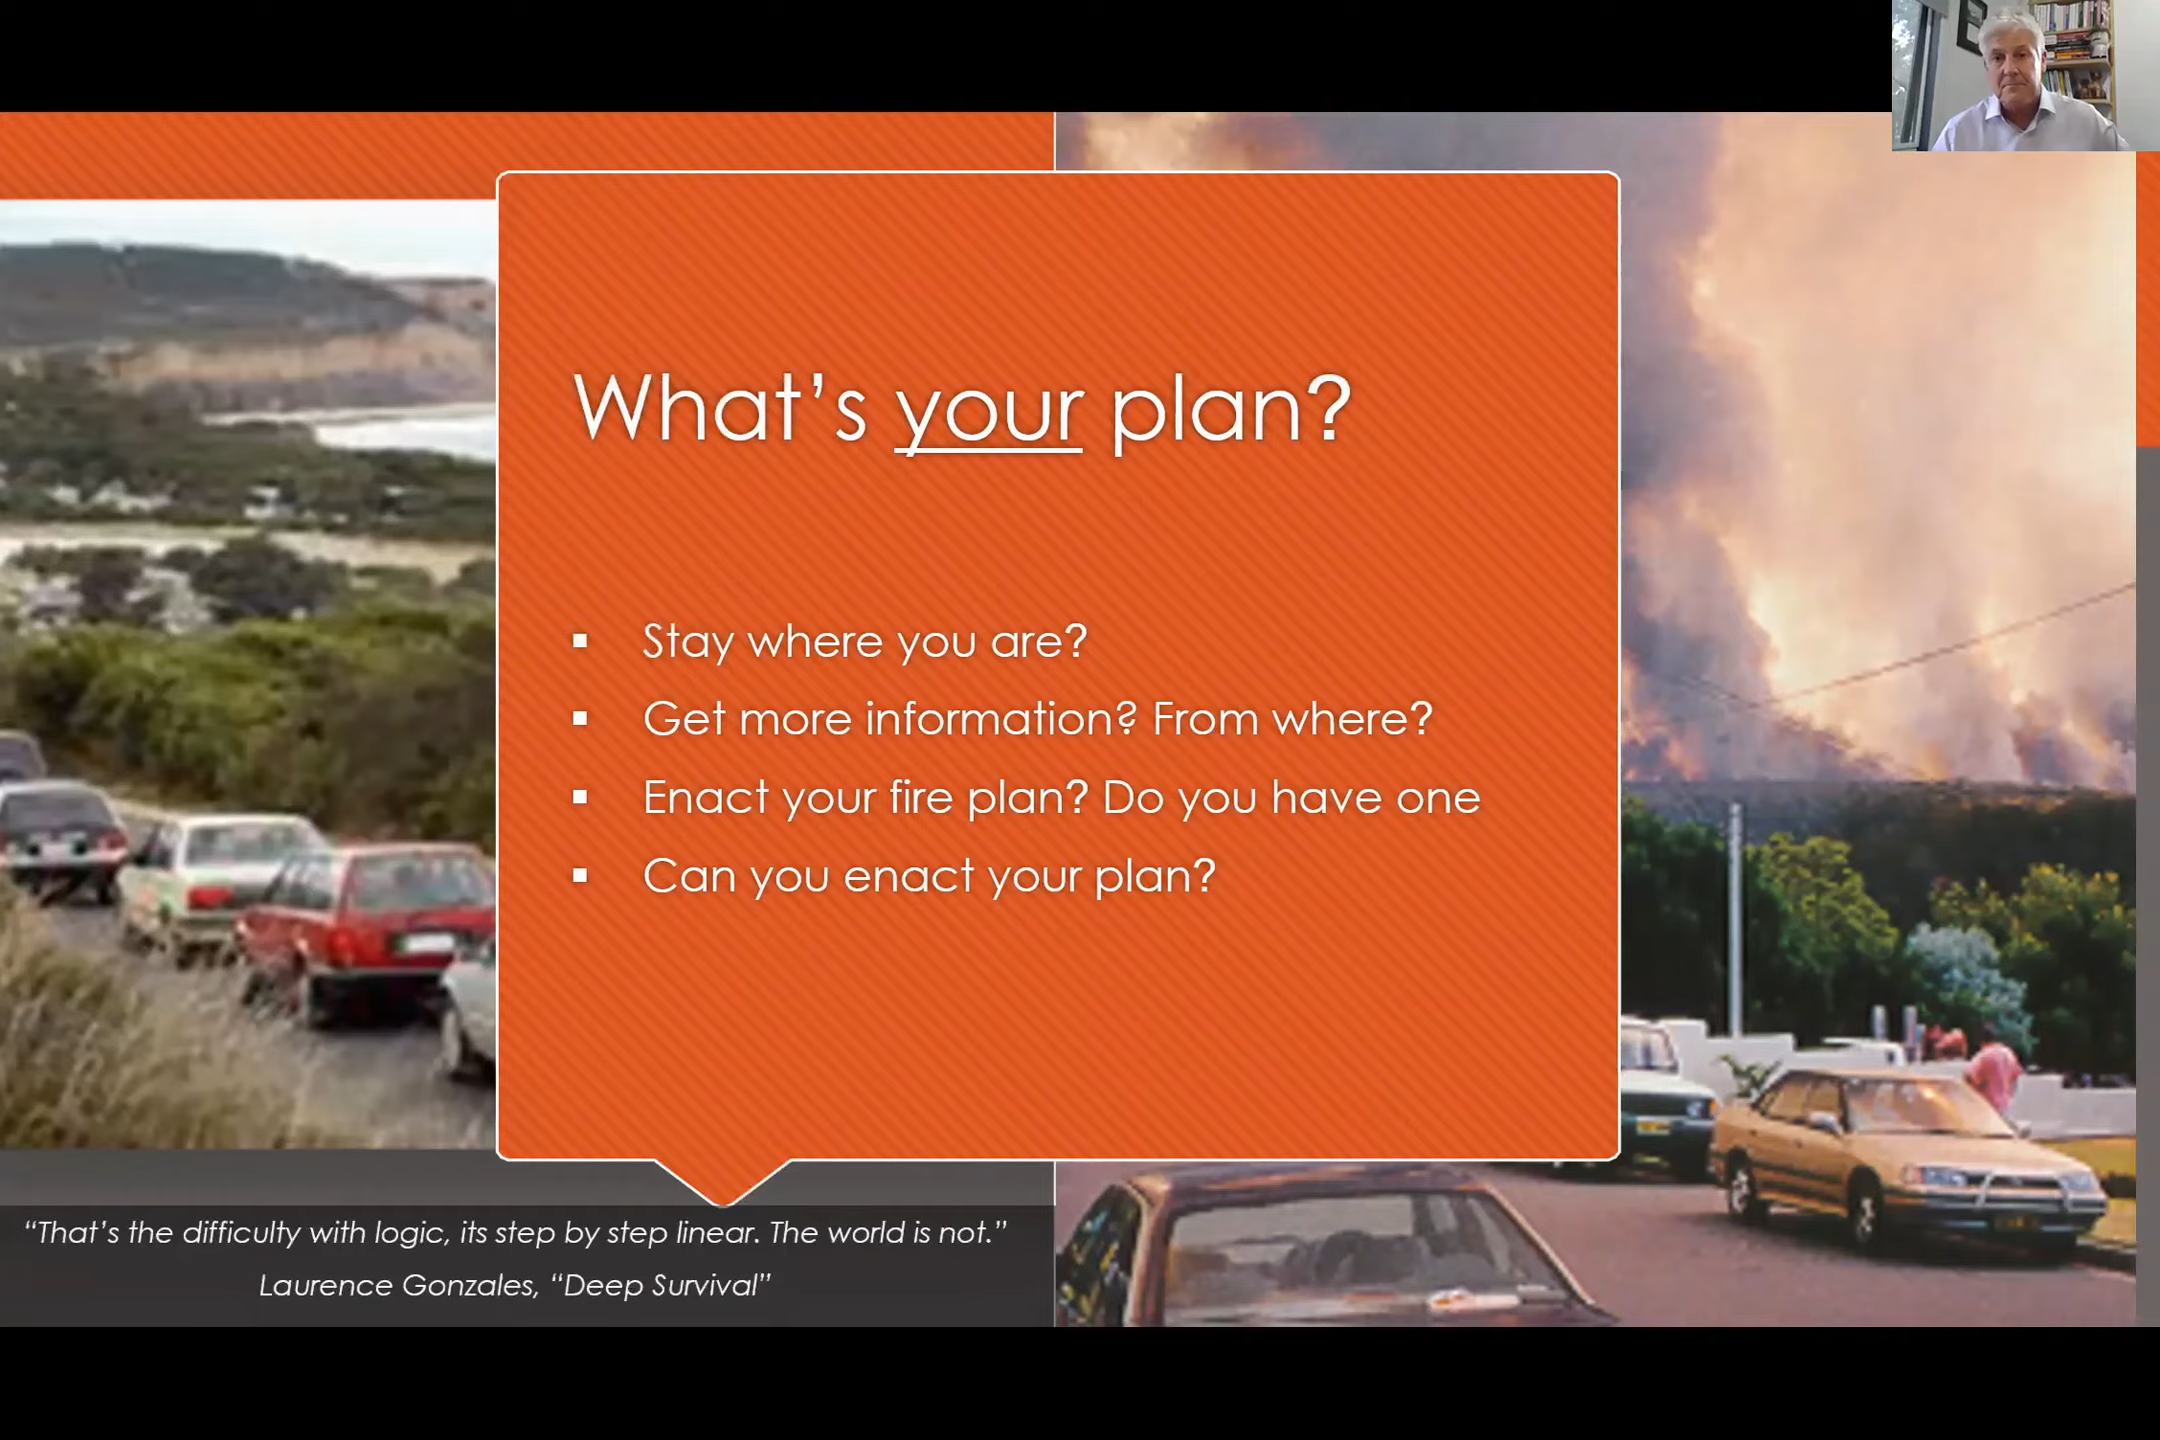 What’s your plan?
▪ Stay where you are?
▪ Get more information? From where?
▪ Enact your fire plan? Do you have one
▪ Can you enact your plan?
“That’s the difficulty with logic, its step by step linear. The world is not.”
Laurence Gonzales, “Deep Survival”